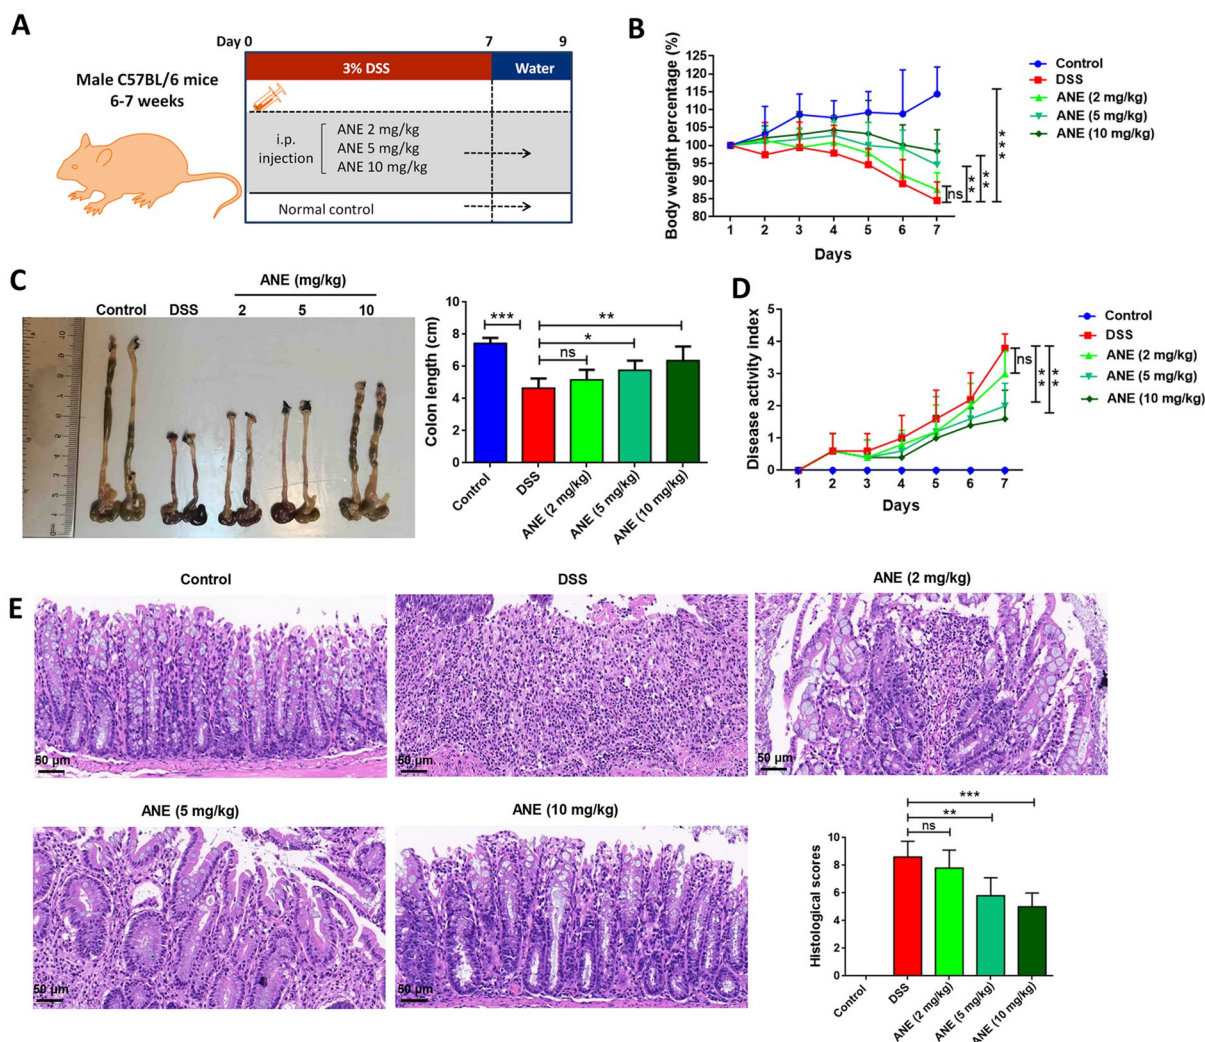 A
Day 0 7 9
3% DSS Water
Male C57BL/6 mice
6-7 weeks
i.p.
injection
ANE 2 mg/kg
ANE 5 mg/kg
ANE 10 mg/kg
Normal control
B
Body weight percentage (%)
125
120
115
110
105
100
95
90
85
80
1 2 3 4 5 6 7
Days
Control
DSS
ANE (2 mg/kg)
ANE (5 mg/kg)
ANE (10 mg/kg)
ns
**
**
***
C
ANE (mg/kg)
Control DSS 2 5 10
Colon length (cm)
10
8
6
4
2
0
***
**
*
ns
Control
DSS
ANE (2 mg/kg)
ANE (5 mg/kg)
ANE (10 mg/kg)
D
Disease activity index
5
4
3
2
1
0
1 2 3 4 5 6 7
Days
Control
DSS
ANE (2 mg/kg)
ANE (5 mg/kg)
ANE (10 mg/kg)
ns
**
**
E
Control
50 µm
DSS
50 µm
ANE (2 mg/kg)
50 µm
ANE (5 mg/kg)
50 µm
ANE (10 mg/kg)
50 µm
Histological scores
10
8
6
4
2
0
***
**
ns
Control
DSS
ANE (2 mg/kg)
ANE (5 mg/kg)
ANE (10 mg/kg)